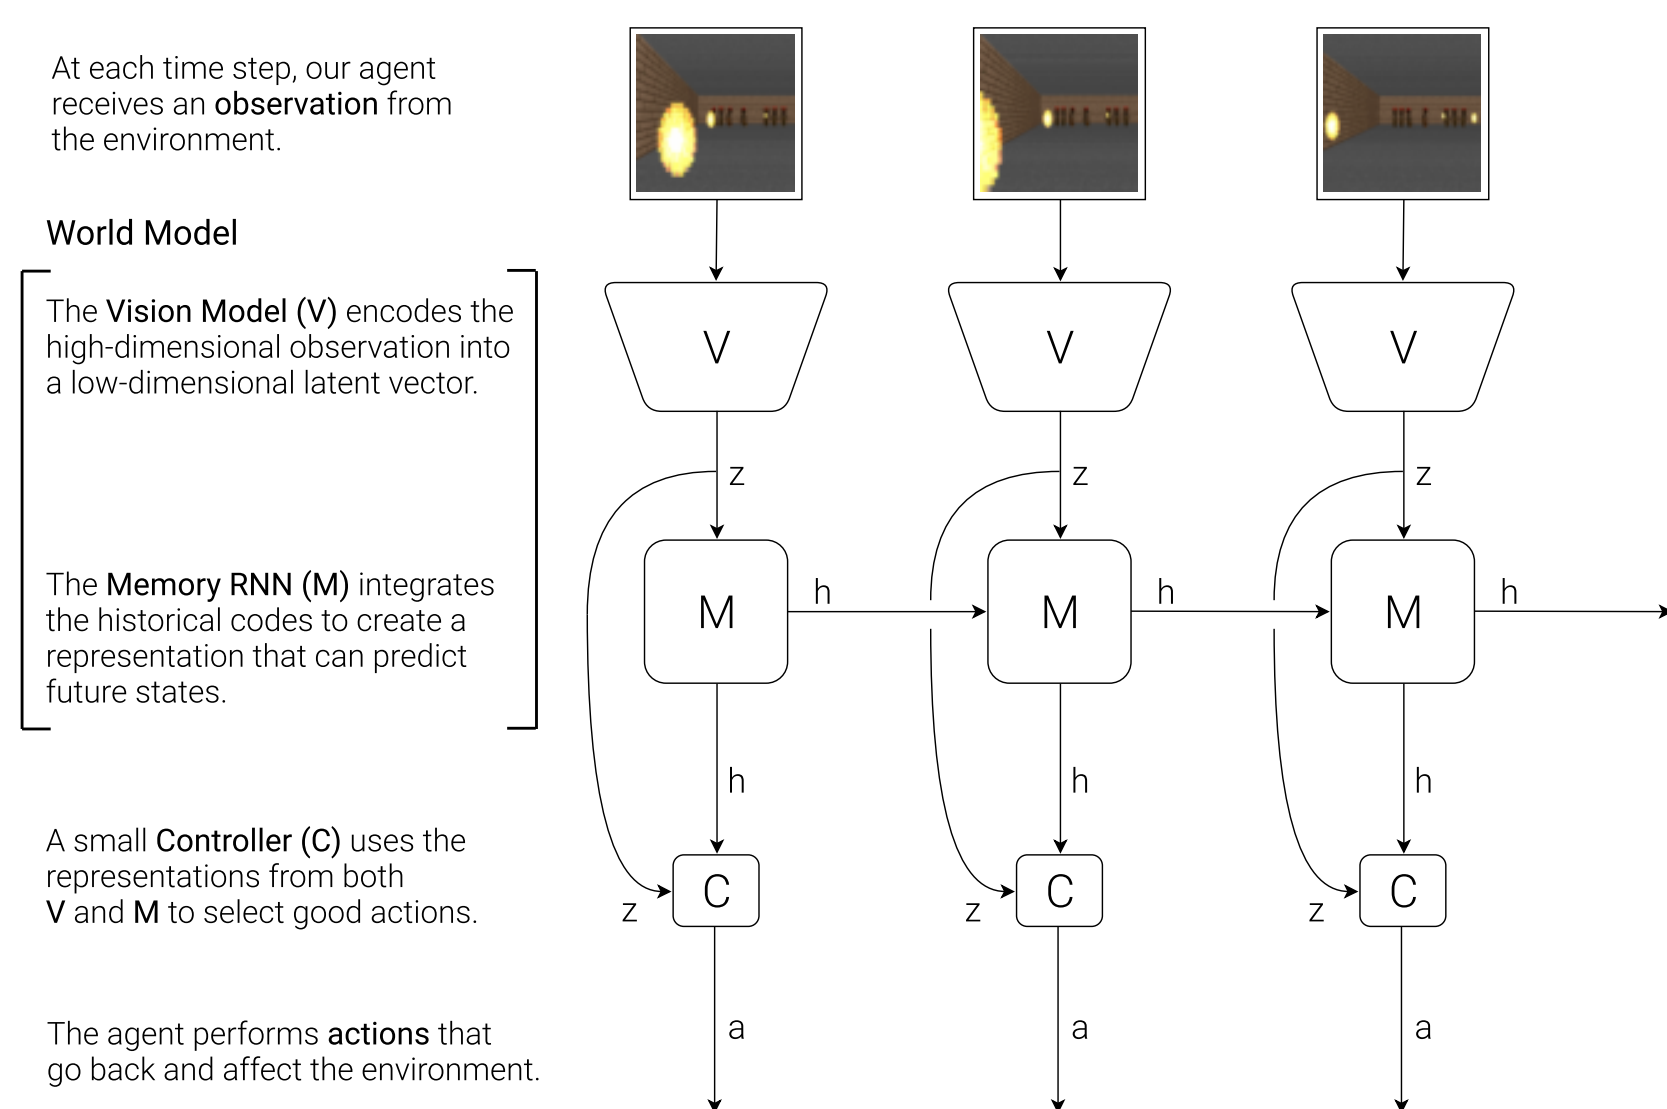 At each time step, our agent
receives an observation from
the environment.
World Model
The Vision Model (V) encodes the
high-dimensional observation into
a low-dimensional latent vector.
The Memory RNN (M) integrates
the historical codes to create a
representation that can predict
future states.
A small Controller (C) uses the
representations from both
V and M to select good actions.
The agent performs actions that
go back and affect the environment.
V V V
z z z
M h M h M h
h h h
C C C
z z z
a a a